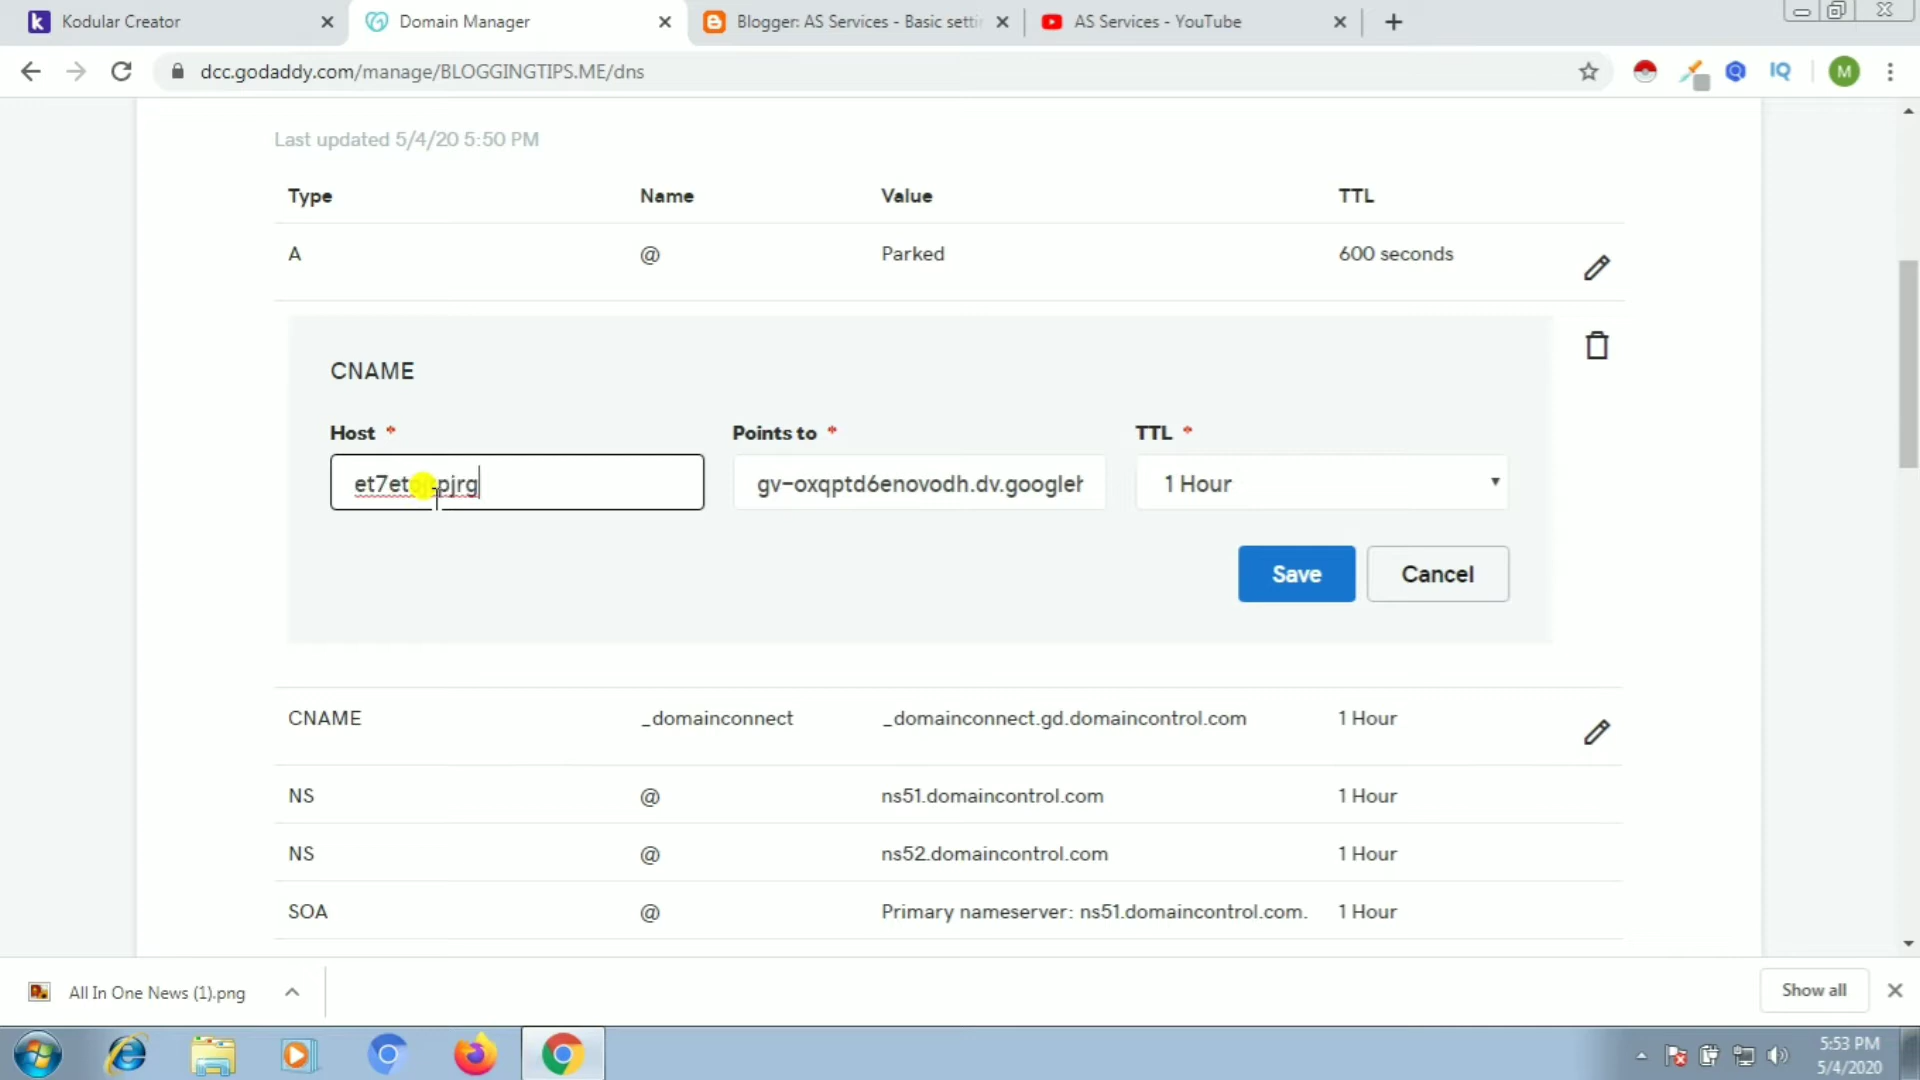 Kodular Creator
Domain Manager
Blogger: AS Services - Basic setti
AS Services - YouTube
dcc.godaddy.com/manage/BLOGGINGTIPS.ME/dns
IQ
M
Last updated 5/4/20 5:50 PM
Type Name Value TTL
A @ Parked 600 seconds
CNAME
Host * Points to * TTL *
gv-oxqptd6enovodh.dv.googleh 1 Hour
Save Cancel
CNAME _domainconnect _domainconnect.gd.domaincontrol.com 1 Hour
NS @ ns51.domaincontrol.com 1 Hour
NS @ ns52.domaincontrol.com 1 Hour
SOA @ Primary nameserver: ns51.domaincontrol.com. 1 Hour
All In One News (1).png
Show all
5:53 PM
5/4/2020